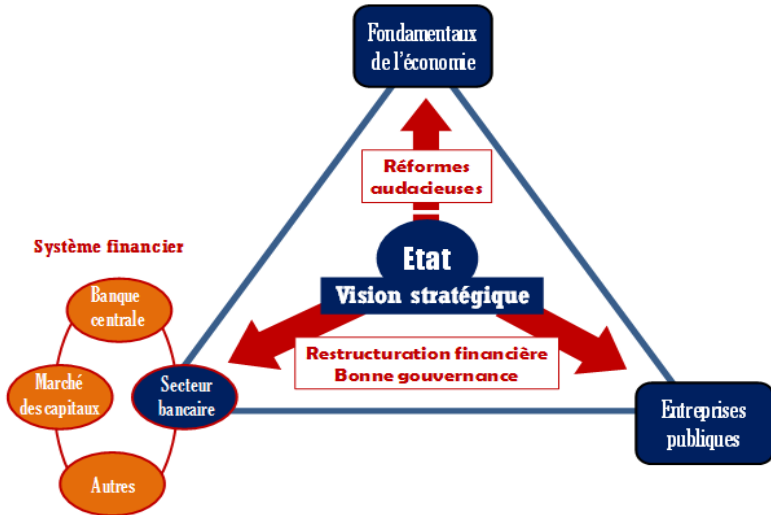 Fondamentaux
de l'économie
Réformes
audacieuses
Système financier
Etat
Vision stratégique
Banque
centrale
Restructuration financière
Bonne gouvernance
Marché
des capitaux
Secteur
bancaire
Entreprises
publiques
Autres